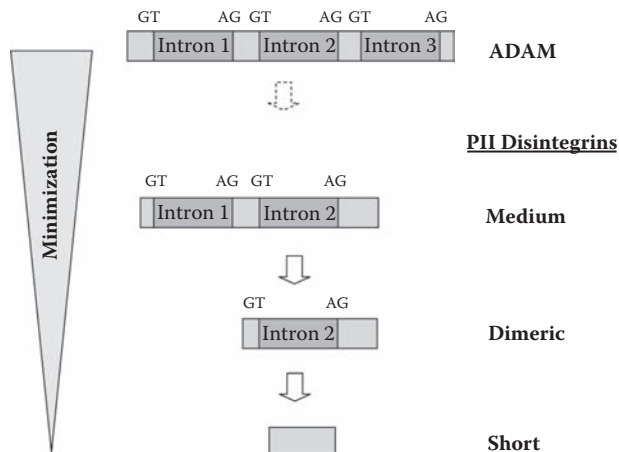 GT AG GT AG GT AG
Intron 1 Intron 2 Intron 3
ADAM
PII Disintegrins
Minimization
GT AG GT AG
Intron 1 Intron 2
Medium
GT AG
Intron 2
Dimeric
Short